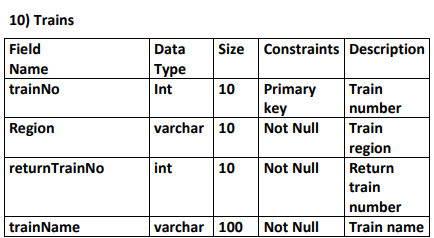 10) Trains
Field Name Data Type Size Constraints Description
trainNo Int 10 Primary key Train number
Region varchar 10 Not Null Train region
returnTrainNo int 10 Not Null Return train number
trainName varchar 100 Not Null Train name